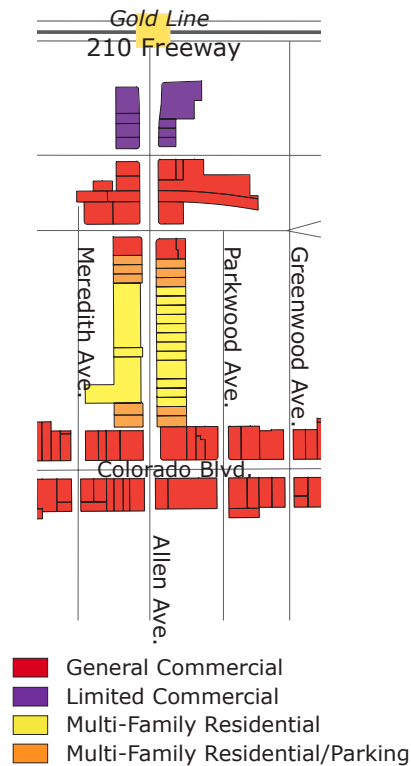 Gold Line
210 Freeway
Meredith Ave.
Parkwood Ave.
Greenwood Ave.
Colorado Blvd.
Allen Ave.
General Commercial
Limited Commercial
Multi-Family Residential
Multi-Family Residential/Parking